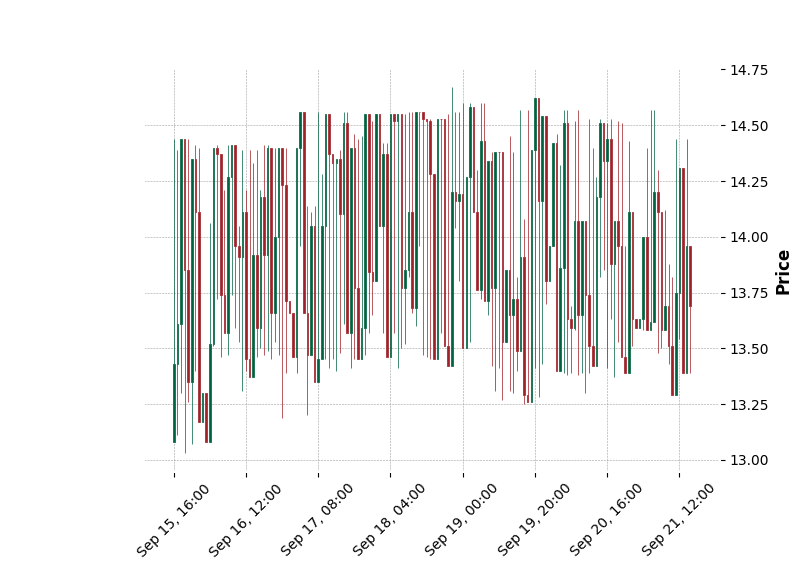 14.75
14.50
14.25
14.00
13.75
13.50
13.25
13.00
Price
Sep 15, 16:00
Sep 16, 12:00
Sep 17, 08:00
Sep 18, 04:00
Sep 19, 00:00
Sep 19, 20:00
Sep 20, 16:00
Sep 21, 12:00